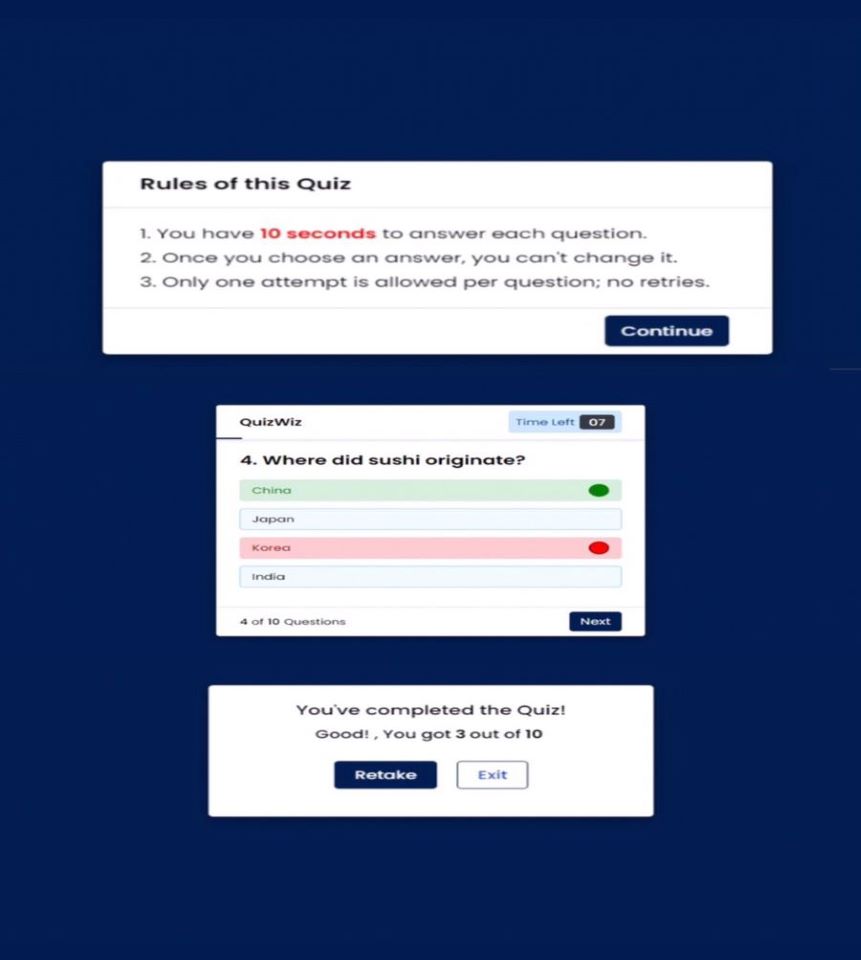 Rules of this Quiz
1. You have 10 seconds to answer each question.
2. Once you choose an answer, you can't change it.
3. Only one attempt is allowed per question; no retries.
Continue
QuizWiz
Time Left 07
4. Where did sushi originate?
China
Japan
Korea
India
4 of 10 Questions
Next
You've completed the Quiz!
Good! , You got 3 out of 10
Retake
Exit